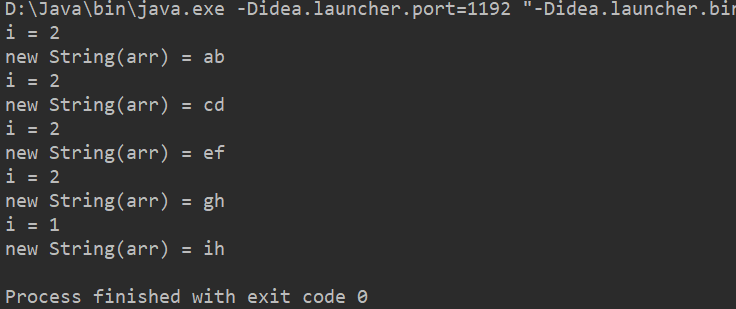 D:\Java\bin\java.exe -Didea.launcher.port=1192 "-Didea.launcher.bin
i = 2
new String(arr) = ab
i = 2
new String(arr) = cd
i = 2
new String(arr) = ef
i = 2
new String(arr) = gh
i = 1
new String(arr) = ih
Process finished with exit code 0